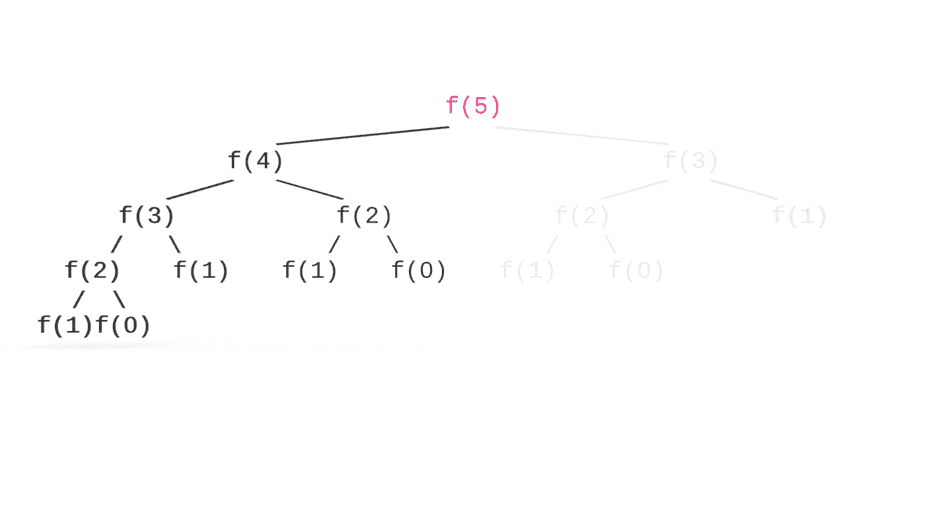 f(5)
f(4) f(3)
f(3) f(2) f(2) f(1)
f(2) f(1) f(1) f(0) f(1) f(0)
f(1)f(0)